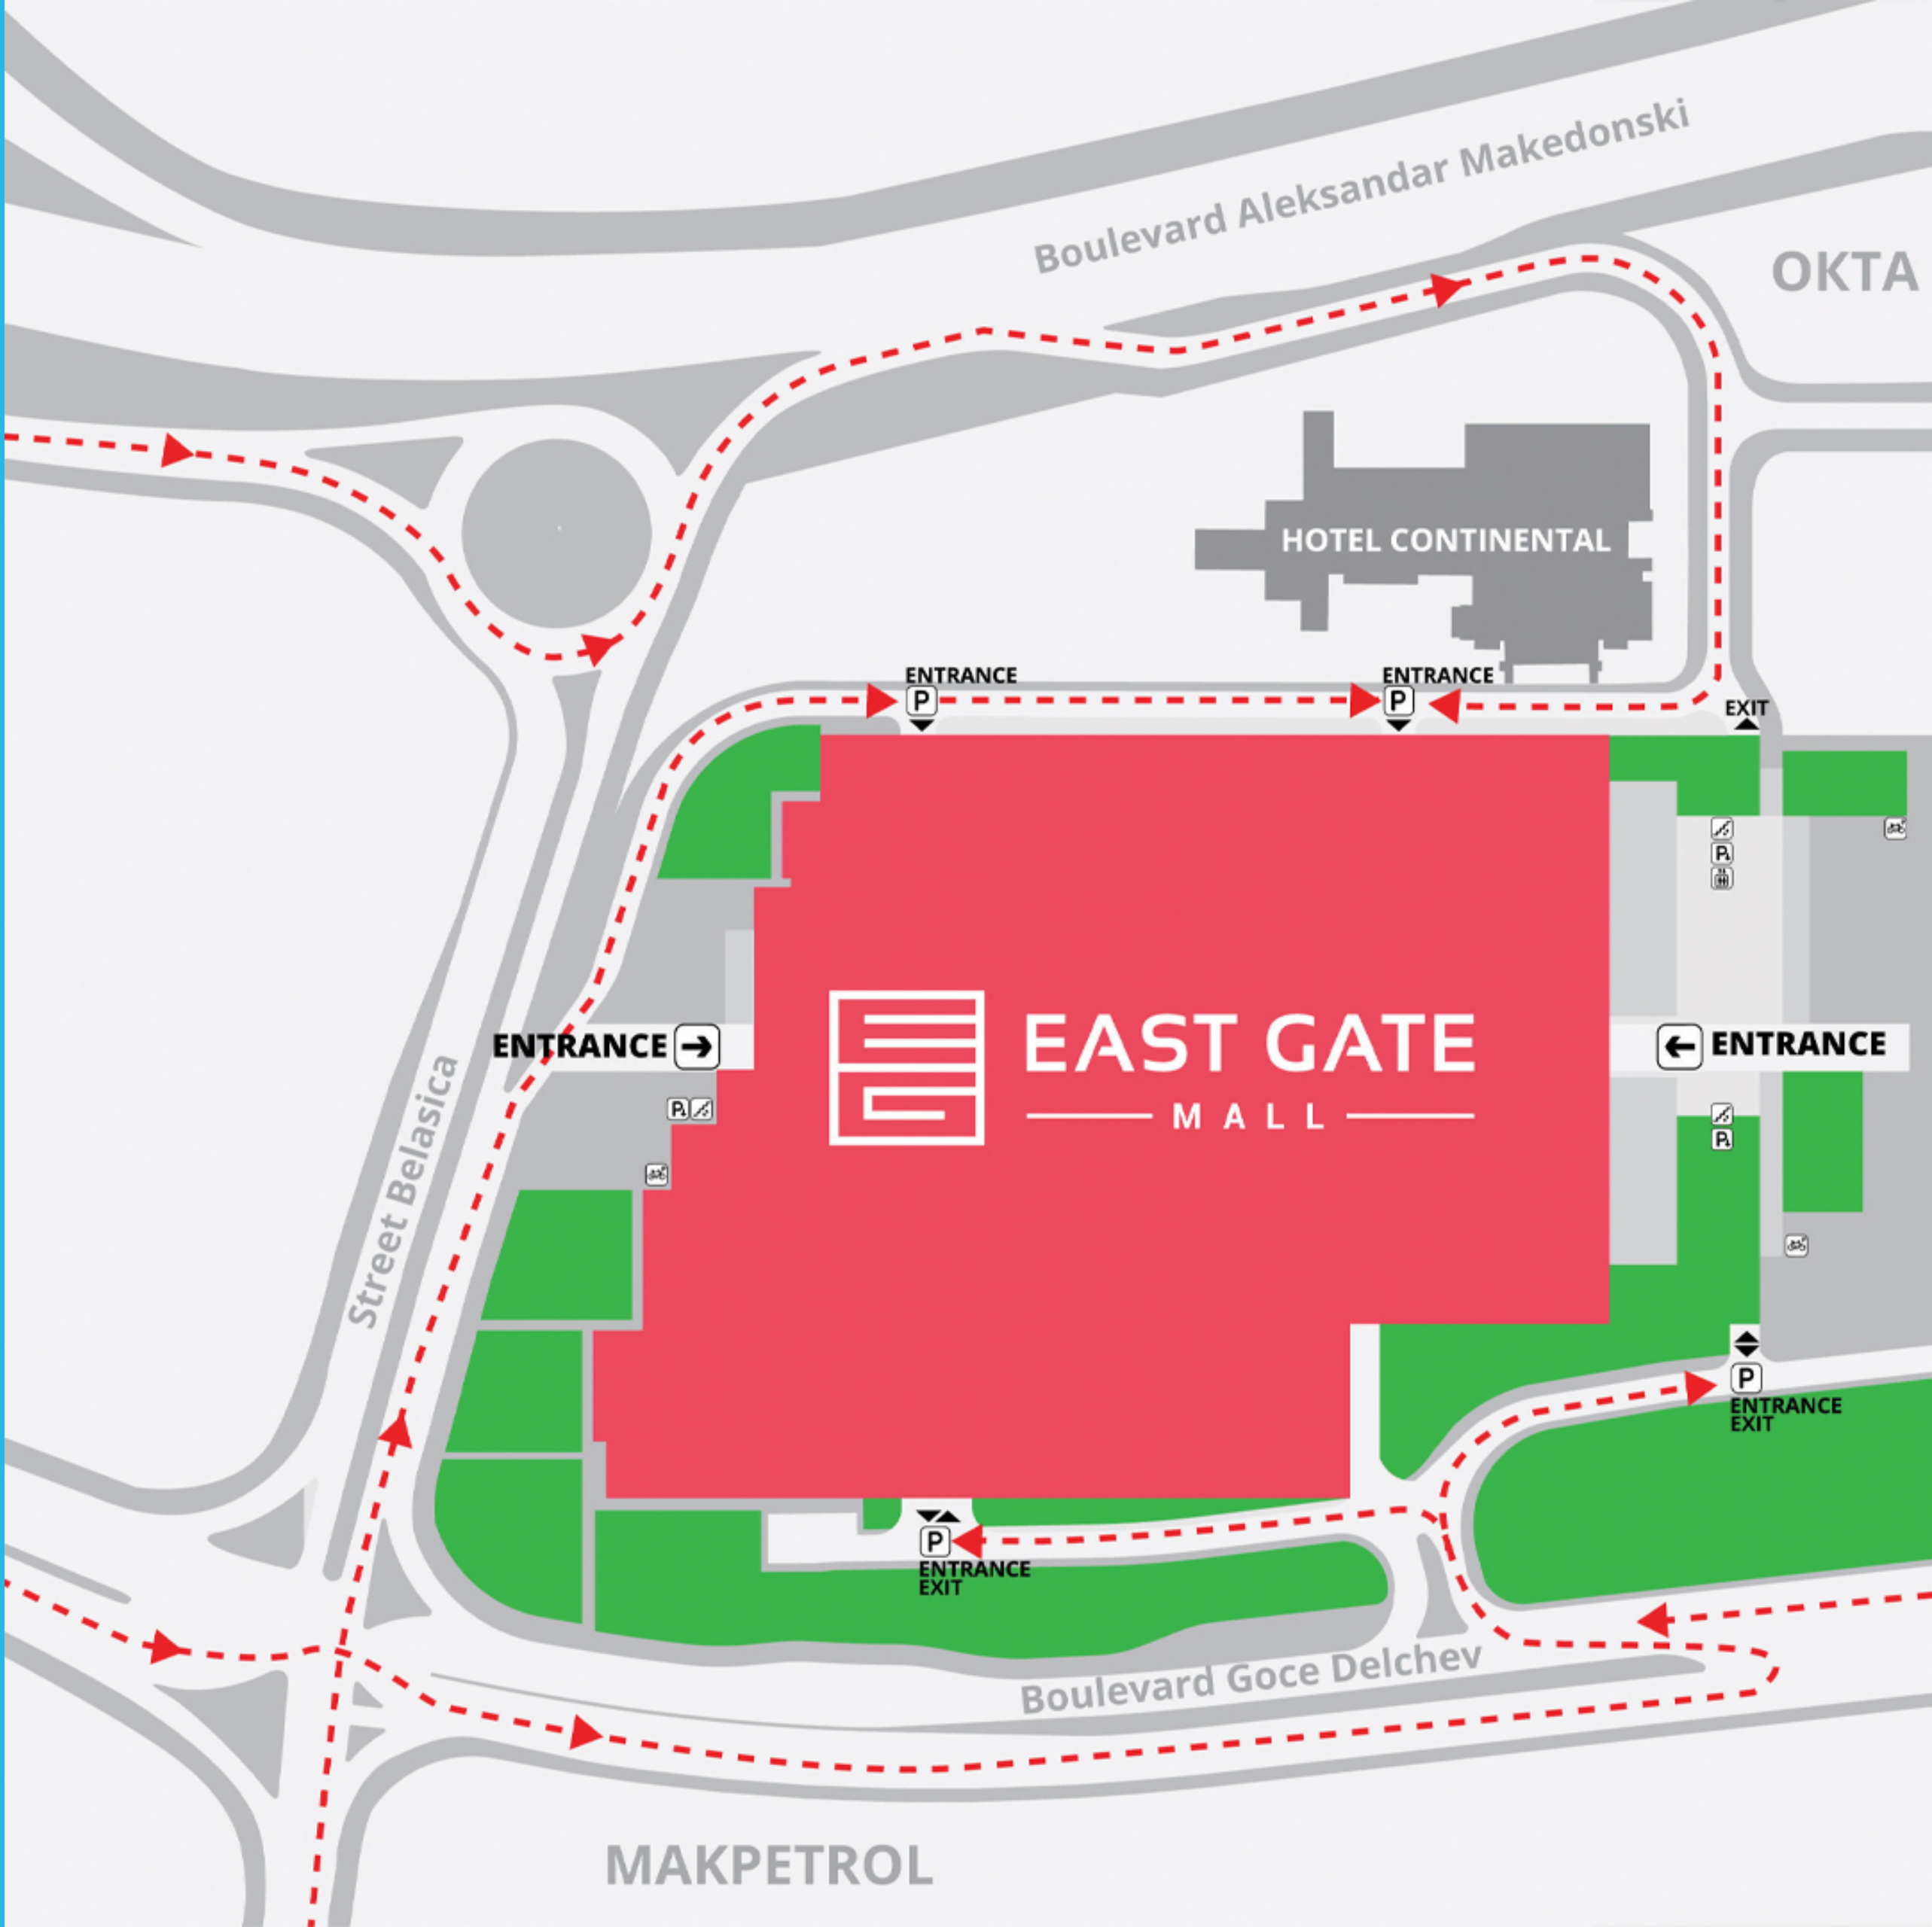 Boulevard Aleksandar Makedonski
OKTA
HOTEL CONTINENTAL
ENTRANCE
P
ENTRANCE
P
EXIT
P
ENTRANCE
EAST GATE
MALL
ENTRANCE
P
P
Street Belasica
P
ENTRANCE
EXIT
P
ENTRANCE
EXIT
Boulevard Goce Delchev
MAKPETROL